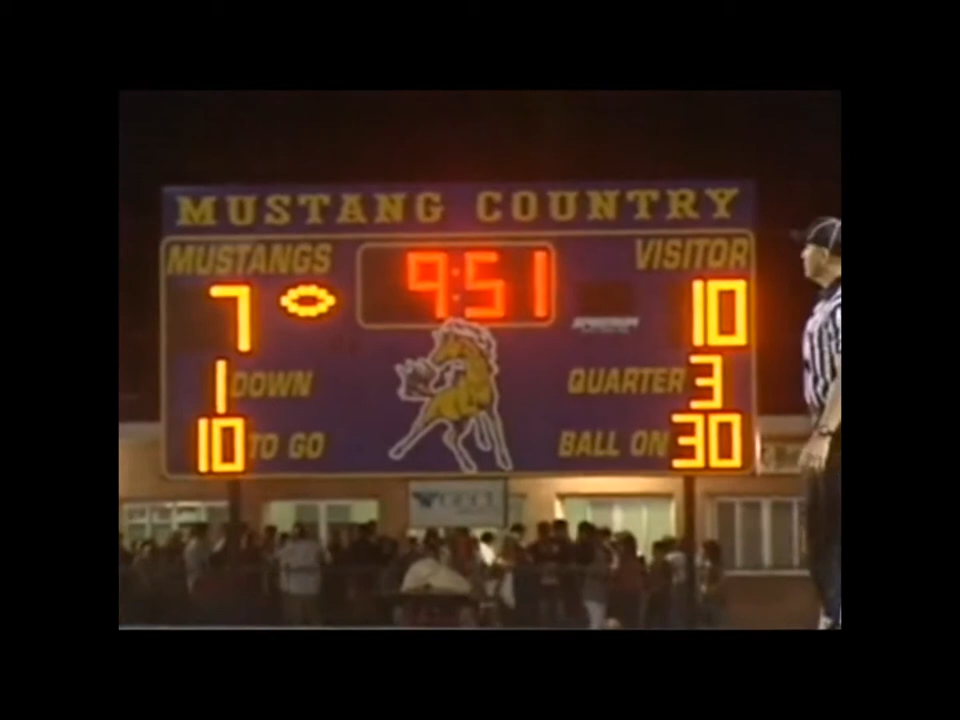 MUSTANG COUNTRY
MUSTANGS 9:51 VISITOR
7 10
1 DOWN QUARTER 3
10 TO GO BALL ON 30